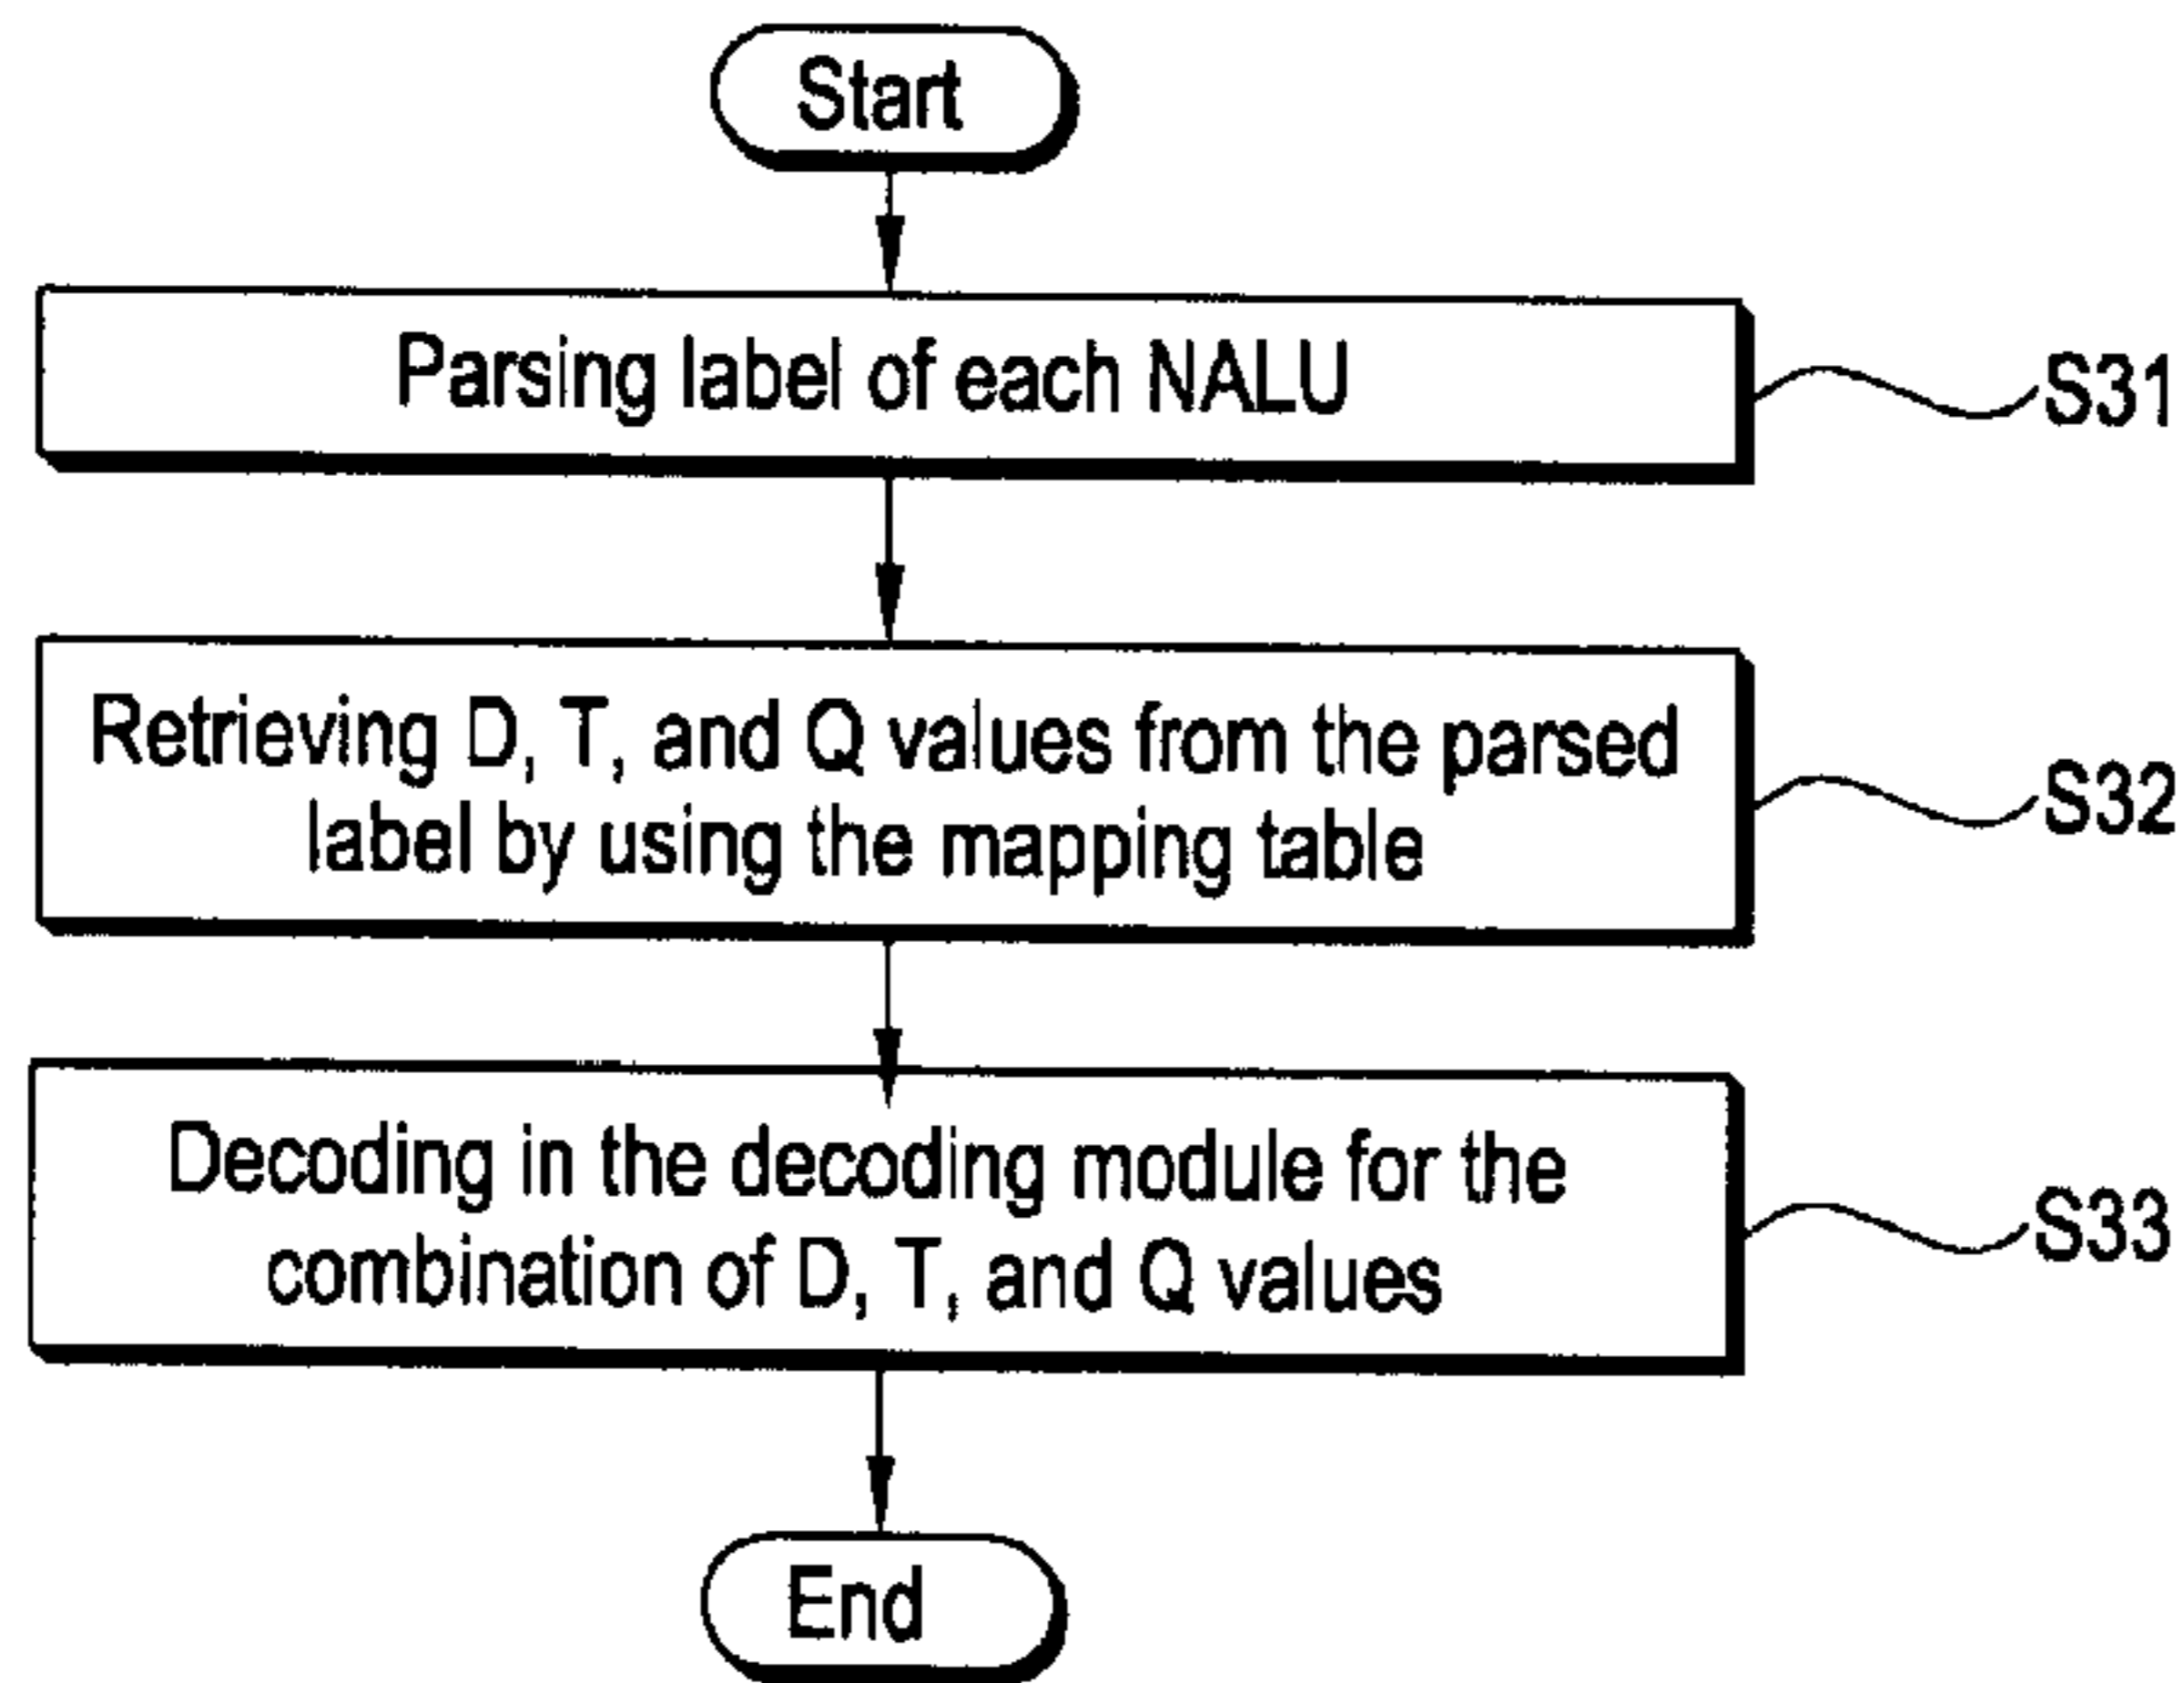 Start
Parsing label of each NALU
S31
Retrieving D, T, and Q values from the parsed
label by using the mapping table
S32
Decoding in the decoding module for the
combination of D, T, and Q values
S33
End